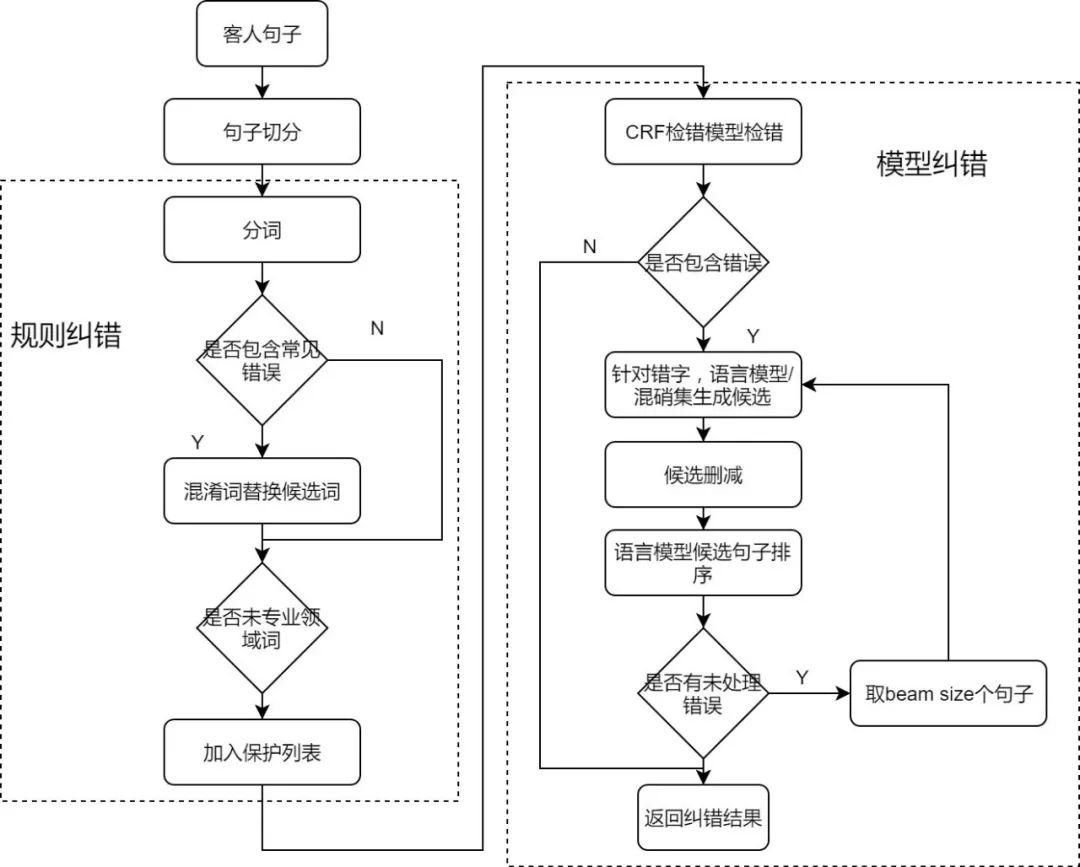 客人句子
句子切分
规则纠错
分词
是否包含常见
错误
N
Y
混淆词替换候选词
是否未专业领
域词
加入保护列表
模型纠错
CRF检错模型检错
是否包含错误
N
Y
针对错字，语言模型/
混硝集生成候选
候选删减
语言模型候选句子排
序
是否有未处理
错误
Y
取beam size个句子
返回纠错结果